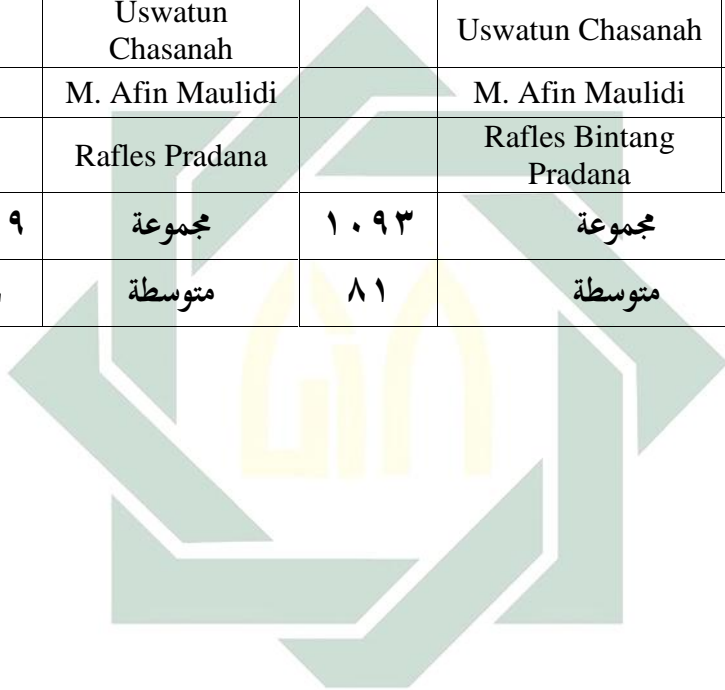 Uswatun
Chasanah
Uswatun Chasanah
M. Afin Maulidi
M. Afin Maulidi
Rafles Pradana
Rafles Bintang
Pradana
٩
مجموعة
١٠٩٣
مجموعة
متوسطة
٨١
متوسطة